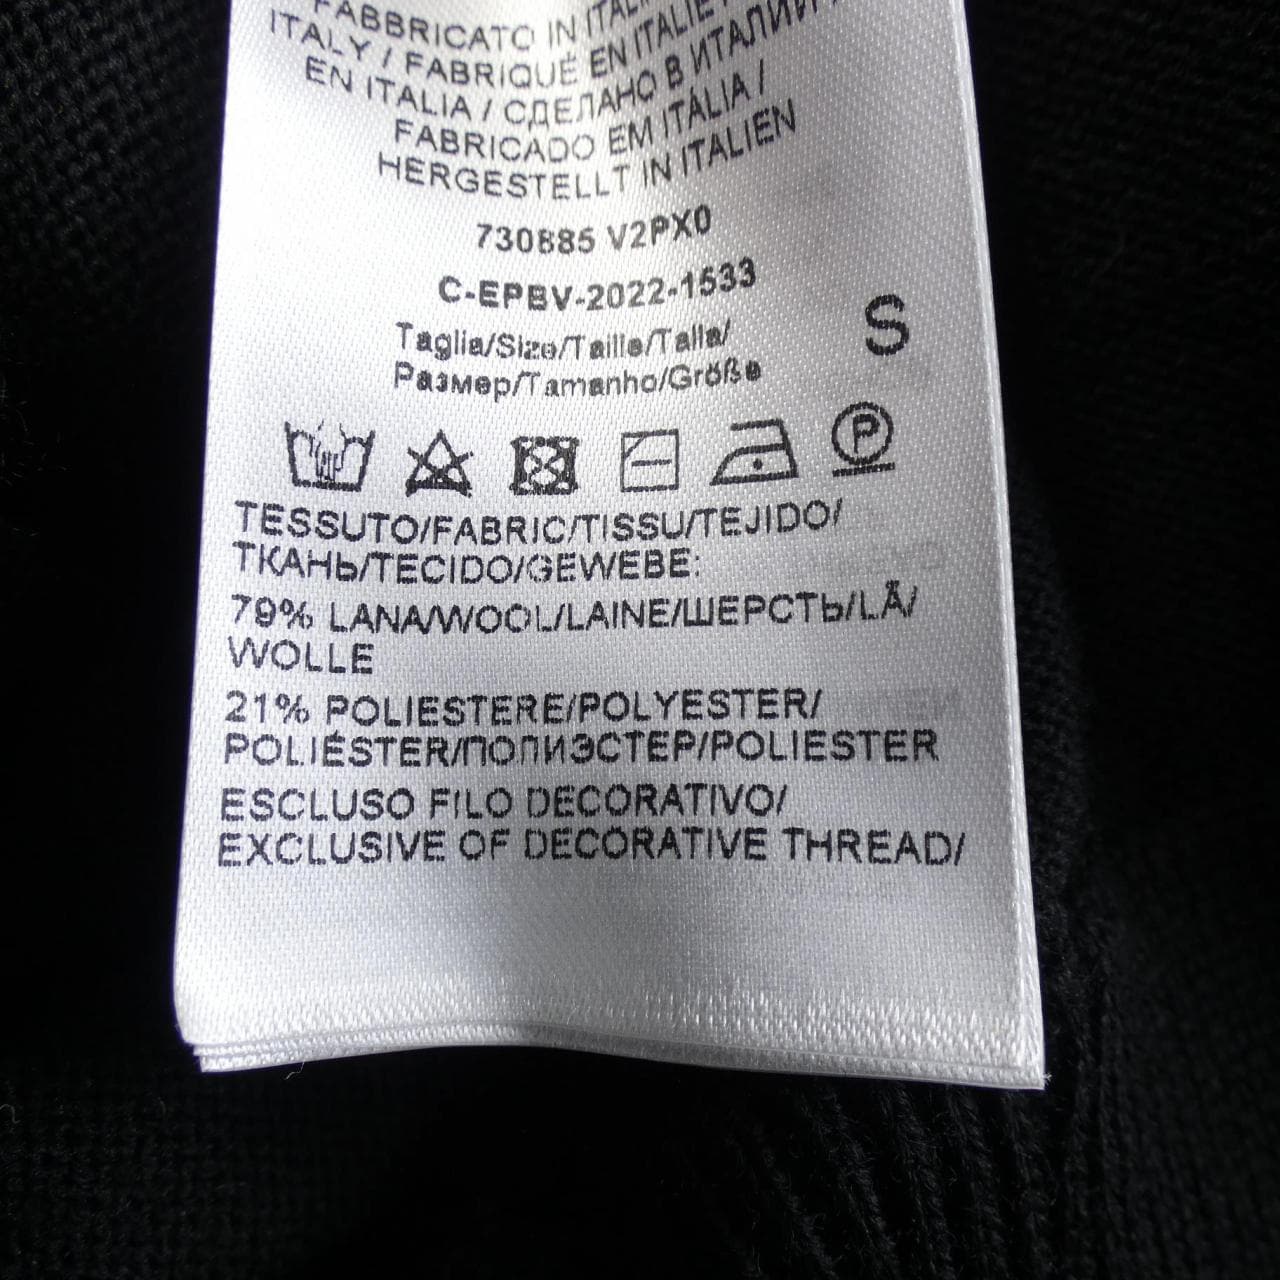 FABBRICATO IN ITALIA
ITALY / FABRIQUÉ EN ITALIE
EN ITALIA / СДЕЛАНО В ИТАЛИИ
FABRICADO EM ITÁLIA /
HERGESTELLT IN ITALIEN
730885 V2PX0
C-EPBV-2022-1533
Taglia/Size/Taille/Talla/
Размер/Tamanho/Größe
S
P
TESSUTO/FABRIC/TISSU/TEJIDO/
ТКАНЬ/TECIDO/GEWEBE:
79% LANA/WOOL/LAINE/ШЕРСТЬ/LÃ/
WOLLE
21% POLIESTERE/POLYESTER/
POLIÉSTER/ПОЛИЭСТЕР/POLIESTER
ESCLUSO FILO DECORATIVO/
EXCLUSIVE OF DECORATIVE THREAD/